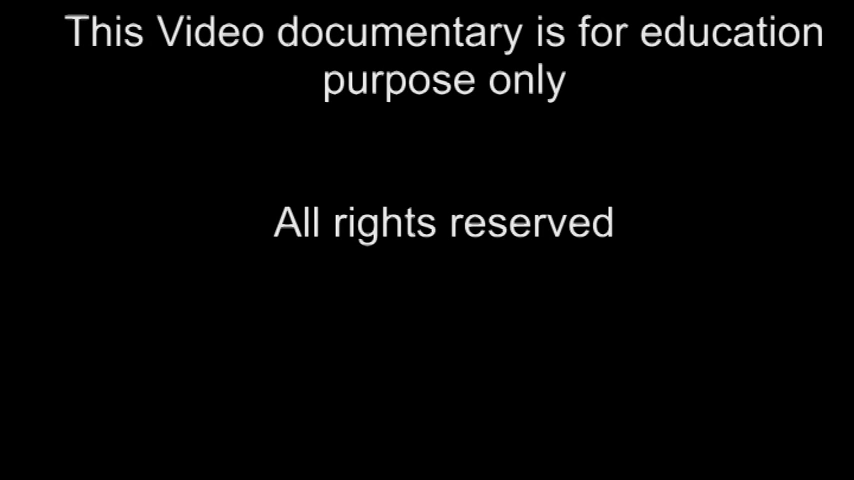 This Video documentary is for education
purpose only
All rights reserved